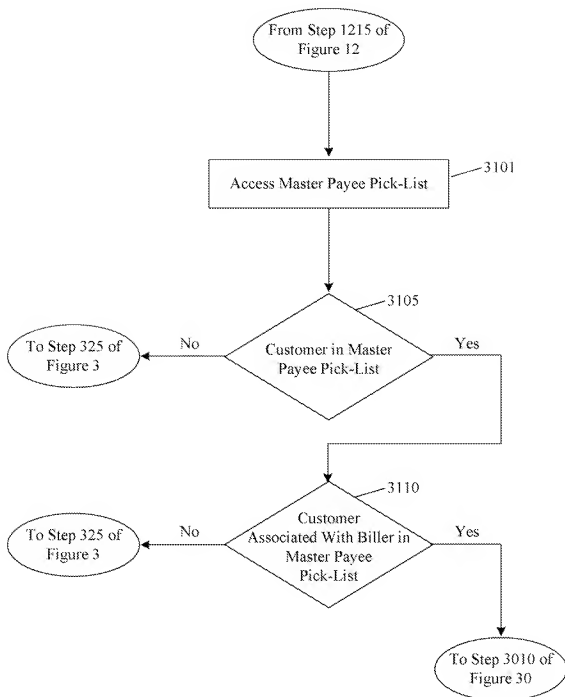 From Step 1215 of
Figure 12
3101
Access Master Payee Pick-List
3105
To Step 325 of
Figure 3
No
Customer in Master
Payee Pick-List
Yes
3110
To Step 325 of
Figure 3
No
Customer
Associated With Biller in
Master Payee
Pick-List
Yes
To Step 3010 of
Figure 30